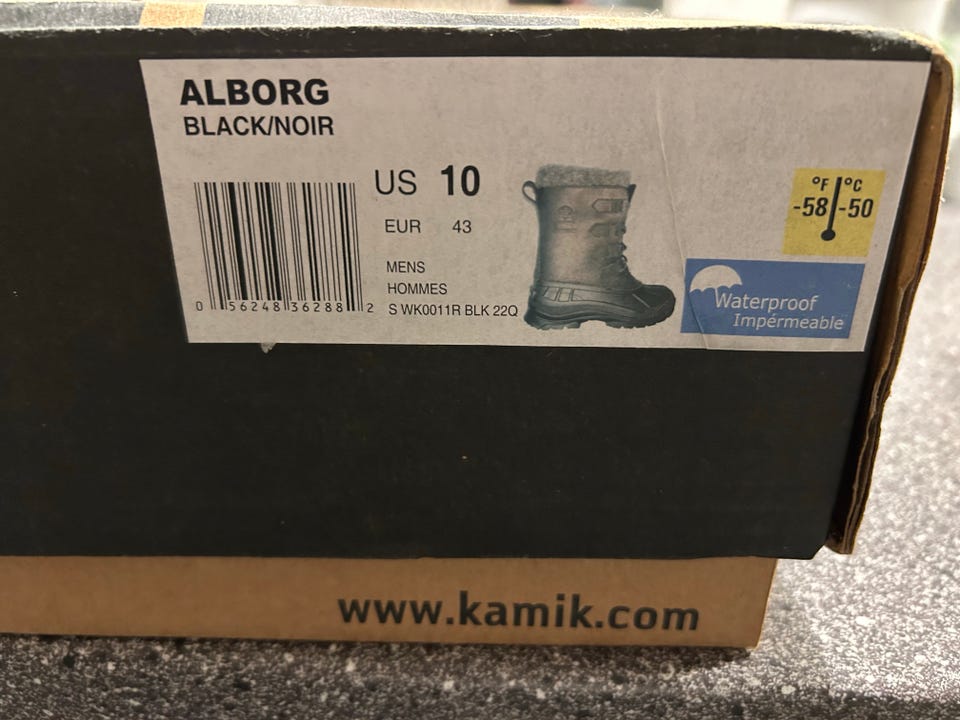 ALBORG
BLACK/NOIR
US 10
EUR 43
MENS
HOMMES
S WK0011R BLK 22Q
0 56248 36288 2
°F °C
-58 -50
Waterproof
Imperméable
www.kamik.com